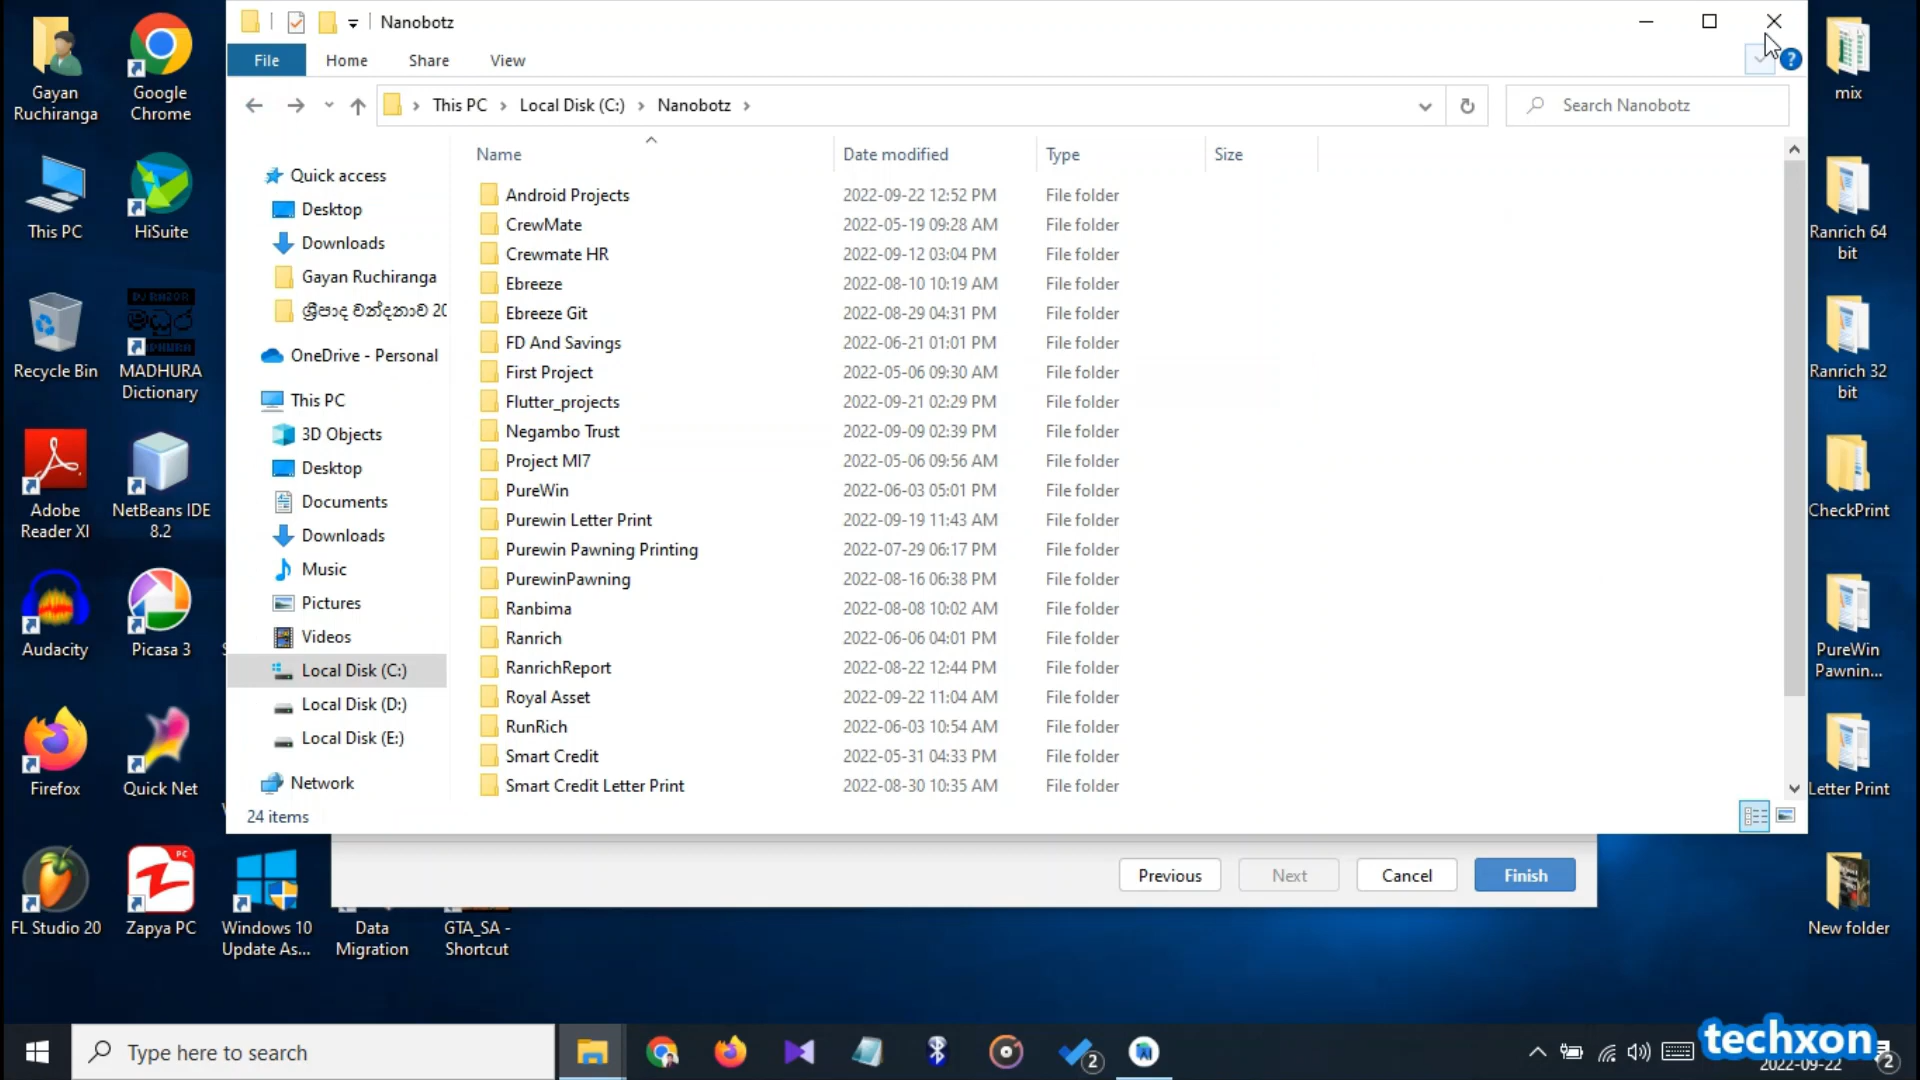 Nanobotz
File Home Share View
This PC Local Disk (C:) Nanobotz
Search Nanobotz
Name Date modified Type Size
Quick access
Desktop
Downloads
Gayan Ruchiranga
ශ්‍රීපාද වන්දනාව 20
OneDrive - Personal
This PC
3D Objects
Desktop
Documents
Downloads
Music
Pictures
Videos
Local Disk (C:)
Local Disk (D:)
Local Disk (E:)
Network
Android Projects 2022-09-22 12:52 PM File folder
CrewMate 2022-05-19 09:28 AM File folder
Crewmate HR 2022-09-12 03:04 PM File folder
Ebreeze 2022-08-10 10:19 AM File folder
Ebreeze Git 2022-08-29 04:31 PM File folder
FD And Savings 2022-06-21 01:01 PM File folder
First Project 2022-05-06 09:30 AM File folder
Flutter_projects 2022-09-21 02:29 PM File folder
Negambo Trust 2022-09-09 02:39 PM File folder
Project MI7 2022-05-06 09:56 AM File folder
PureWin 2022-06-03 05:01 PM File folder
Purewin Letter Print 2022-09-19 11:43 AM File folder
Purewin Pawning Printing 2022-07-29 06:17 PM File folder
PurewinPawning 2022-08-16 06:38 PM File folder
Ranbima 2022-08-08 10:02 AM File folder
Ranrich 2022-06-06 04:01 PM File folder
RanrichReport 2022-08-22 12:44 PM File folder
Royal Asset 2022-09-22 11:04 AM File folder
RunRich 2022-06-03 10:54 AM File folder
Smart Credit 2022-05-31 04:33 PM File folder
Smart Credit Letter Print 2022-08-30 10:35 AM File folder
24 items
Previous Next Cancel Finish
Gayan
Ruchiranga
Google
Chrome
This PC
HiSuite
Recycle Bin
DJ RAZOR
මධුර
MADHURA
Dictionary
Adobe
Reader XI
NetBeans IDE
8.2
Audacity
Picasa 3
Firefox
Quick Net
FL Studio 20
PC
Zapya PC
Windows 10
Update As...
Data
Migration
GTA_SA -
Shortcut
mix
Ranrich 64
bit
Ranrich 32
bit
CheckPrint
PureWin
Pawnin...
Letter Print
New folder
Type here to search
2
techxon
2022-09-22
2